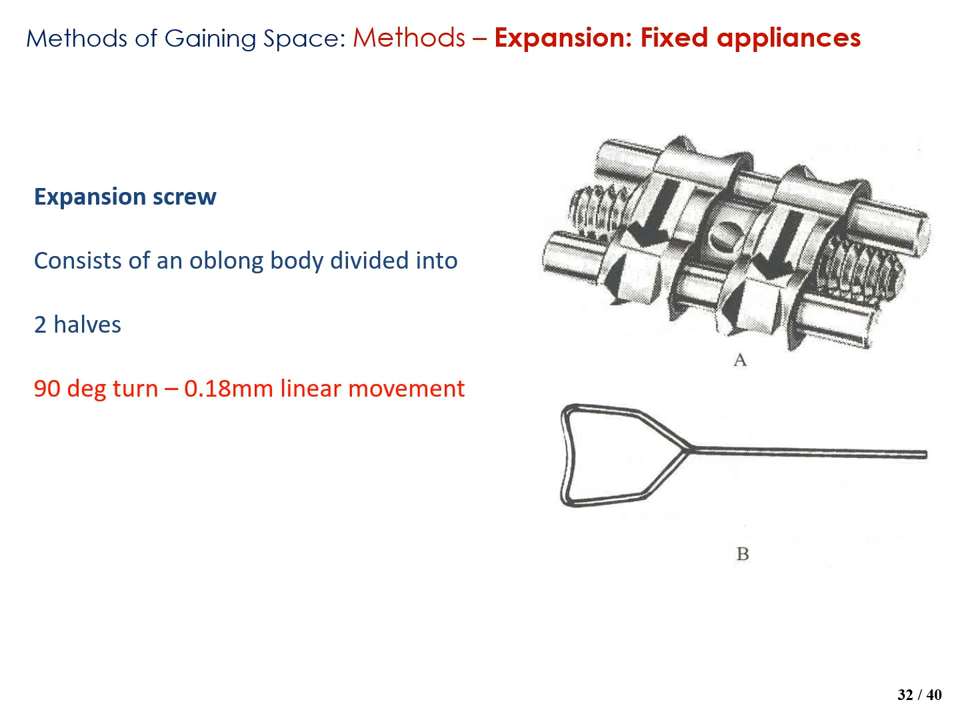 Methods of Gaining Space: Methods – Expansion: Fixed appliances
Expansion screw
Consists of an oblong body divided into
2 halves
90 deg turn – 0.18mm linear movement
A
B
32 / 40